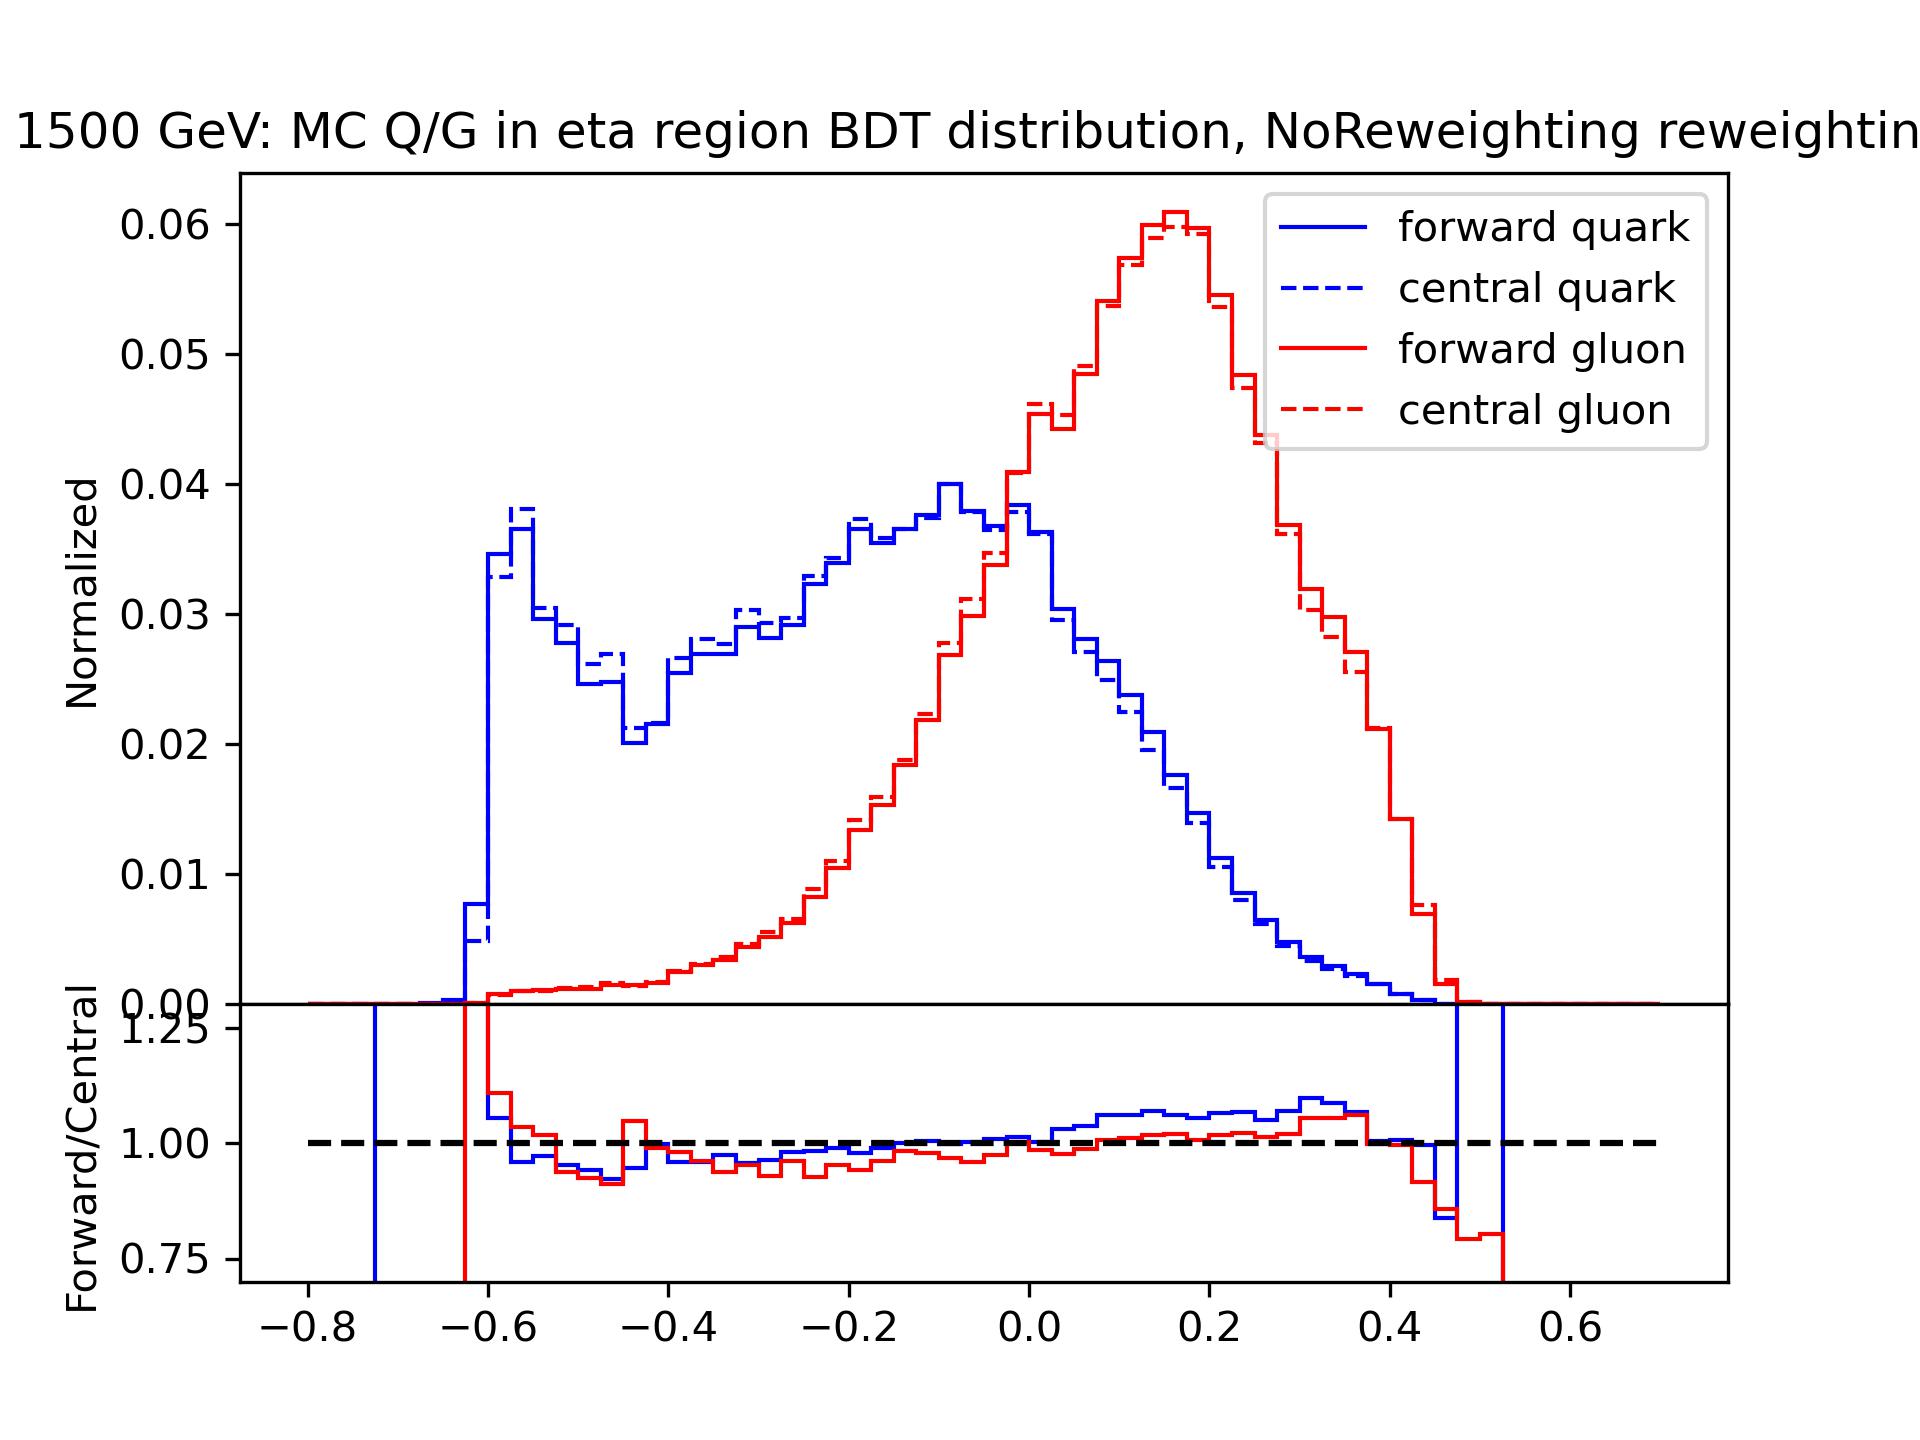 1500 GeV: MC Q/G in eta region BDT distribution, NoReweighting reweightin
forward quark
central quark
forward gluon
central gluon
Normalized
0.06
0.05
0.04
0.03
0.02
0.01
0.00
Forward/Central
1.25
1.00
0.75
−0.8 −0.6 −0.4 −0.2 0.0 0.2 0.4 0.6